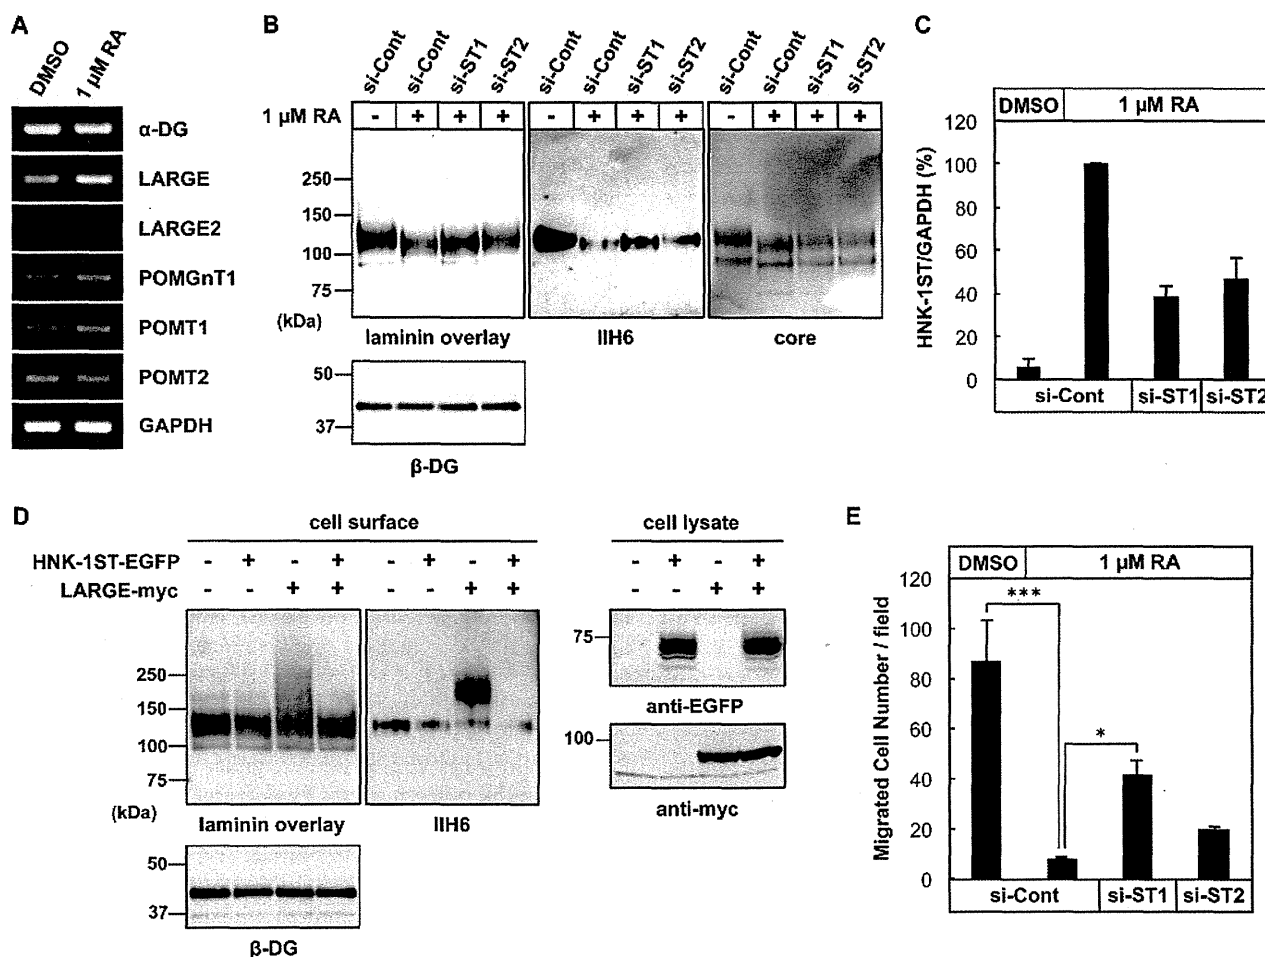 A
DMSO
1 µM RA
α-DG
LARGE
LARGE2
POMGnT1
POMT1
POMT2
GAPDH
B
si-Cont si-Cont si-ST1 si-ST2 si-Cont si-Cont si-ST1 si-ST2 si-Cont si-Cont si-ST1 si-ST2
1 µM RA - + + + - + + + - + + +
250
150
100
75
(kDa)
laminin overlay IIH6 core
50
37
β-DG
C
DMSO 1 µM RA
HNK-1ST/GAPDH (%)
120
100
80
60
40
20
0
si-Cont si-ST1 si-ST2
D
cell surface cell lysate
HNK-1ST-EGFP - + - + - + - + - + - +
LARGE-myc - - + + - - + + - - + +
250
150
100
75
(kDa)
laminin overlay IIH6
50
37
β-DG
75
anti-EGFP
100
anti-myc
E
DMSO 1 µM RA
Migrated Cell Number / field
120
100
80
60
40
20
0
***
*
si-Cont si-ST1 si-ST2